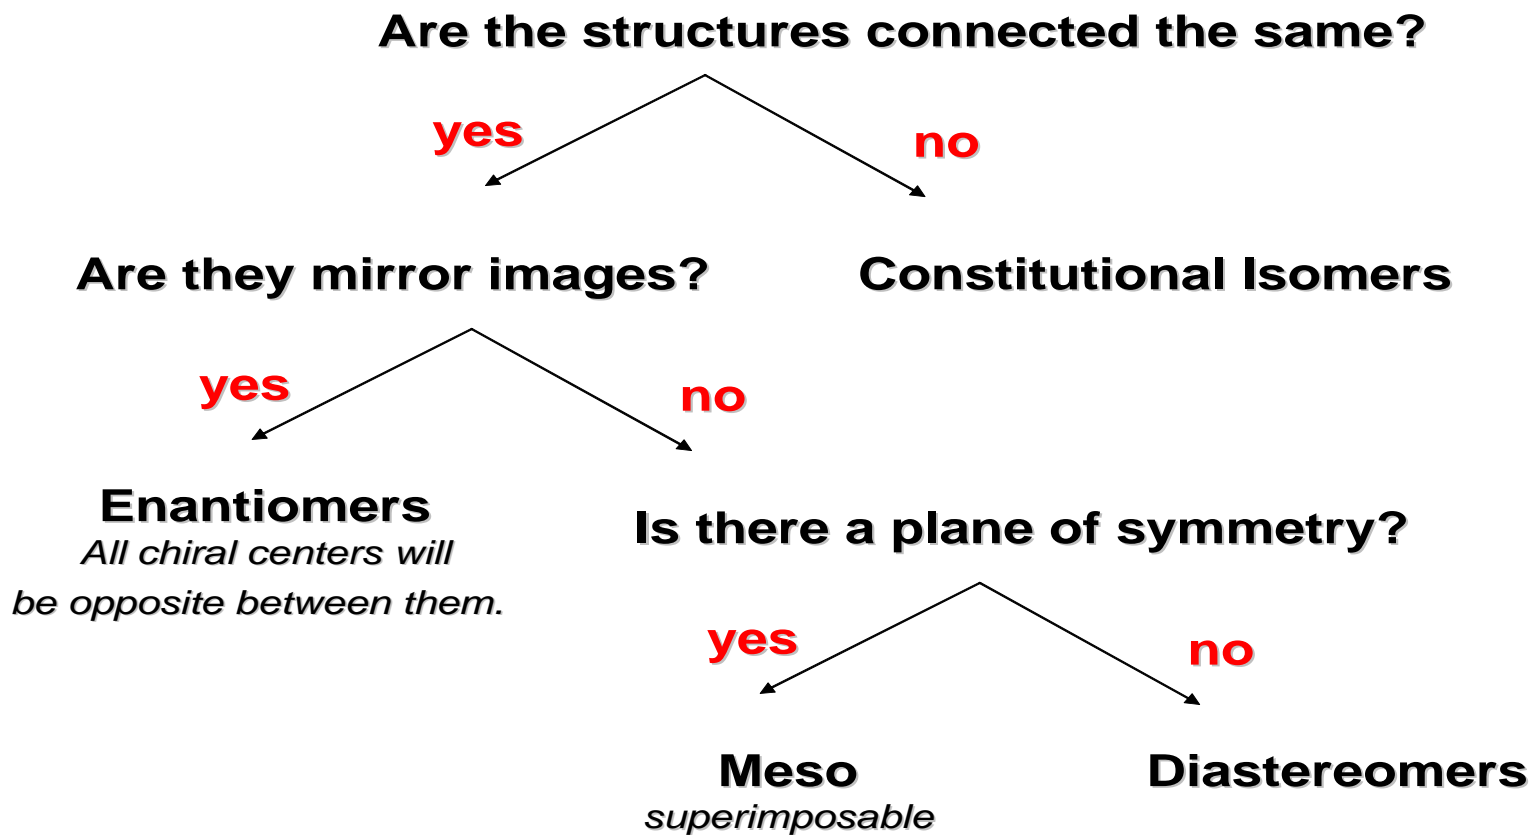 Are the structures connected the same?
yes
no
Are they mirror images?
Constitutional Isomers
yes
no
Enantiomers
All chiral centers will
be opposite between them.
Is there a plane of symmetry?
yes
no
Meso
superimposable
Diastereomers